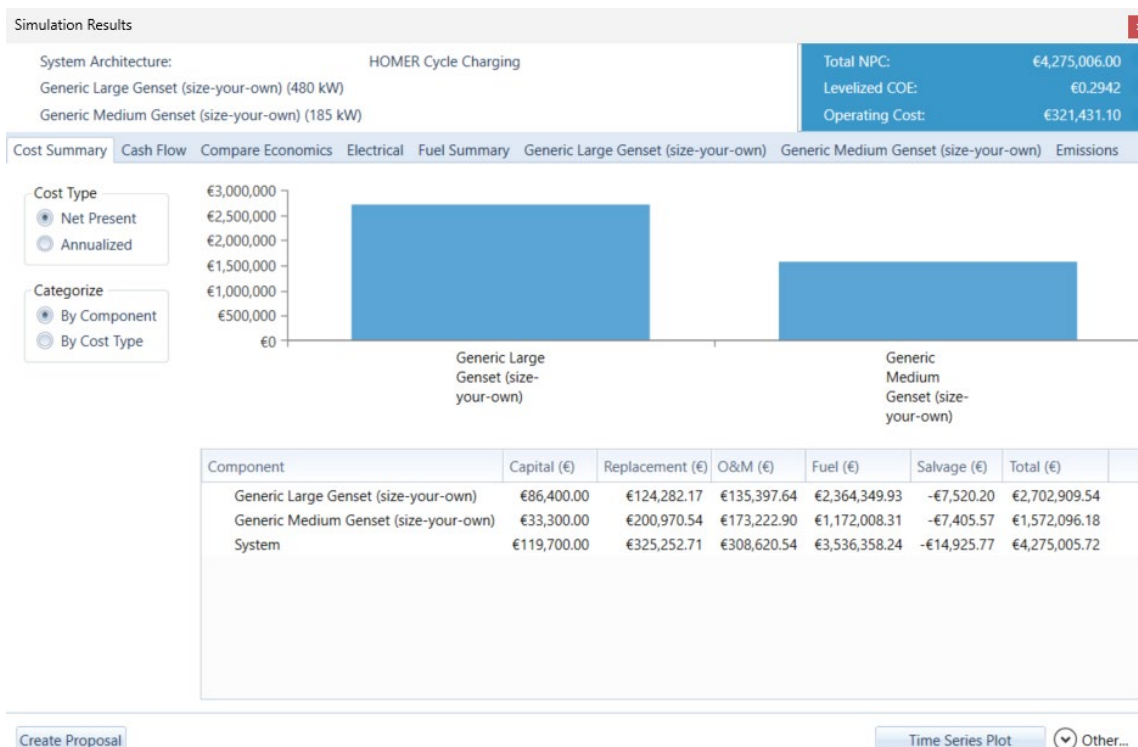 Simulation Results
System Architecture: HOMER Cycle Charging
Generic Large Genset (size-your-own) (480 kW)
Generic Medium Genset (size-your-own) (185 kW)
Total NPC: €4,275,006.00
Levelized COE: €0.2942
Operating Cost: €321,431.10
Cost Summary Cash Flow Compare Economics Electrical Fuel Summary Generic Large Genset (size-your-own) Generic Medium Genset (size-your-own) Emissions
Cost Type
Net Present
Annualized
Categorize
By Component
By Cost Type
€3,000,000
€2,500,000
€2,000,000
€1,500,000
€1,000,000
€500,000
€0
Generic Large
Genset (size-
your-own)
Generic
Medium
Genset (size-
your-own)
Component Capital (€) Replacement (€) O&M (€) Fuel (€) Salvage (€) Total (€)
Generic Large Genset (size-your-own) €86,400.00 €124,282.17 €135,397.64 €2,364,349.93 -€7,520.20 €2,702,909.54
Generic Medium Genset (size-your-own) €33,300.00 €200,970.54 €173,222.90 €1,172,008.31 -€7,405.57 €1,572,096.18
System €119,700.00 €325,252.71 €308,620.54 €3,536,358.24 -€14,925.77 €4,275,005.72
Create Proposal
Time Series Plot
Other...